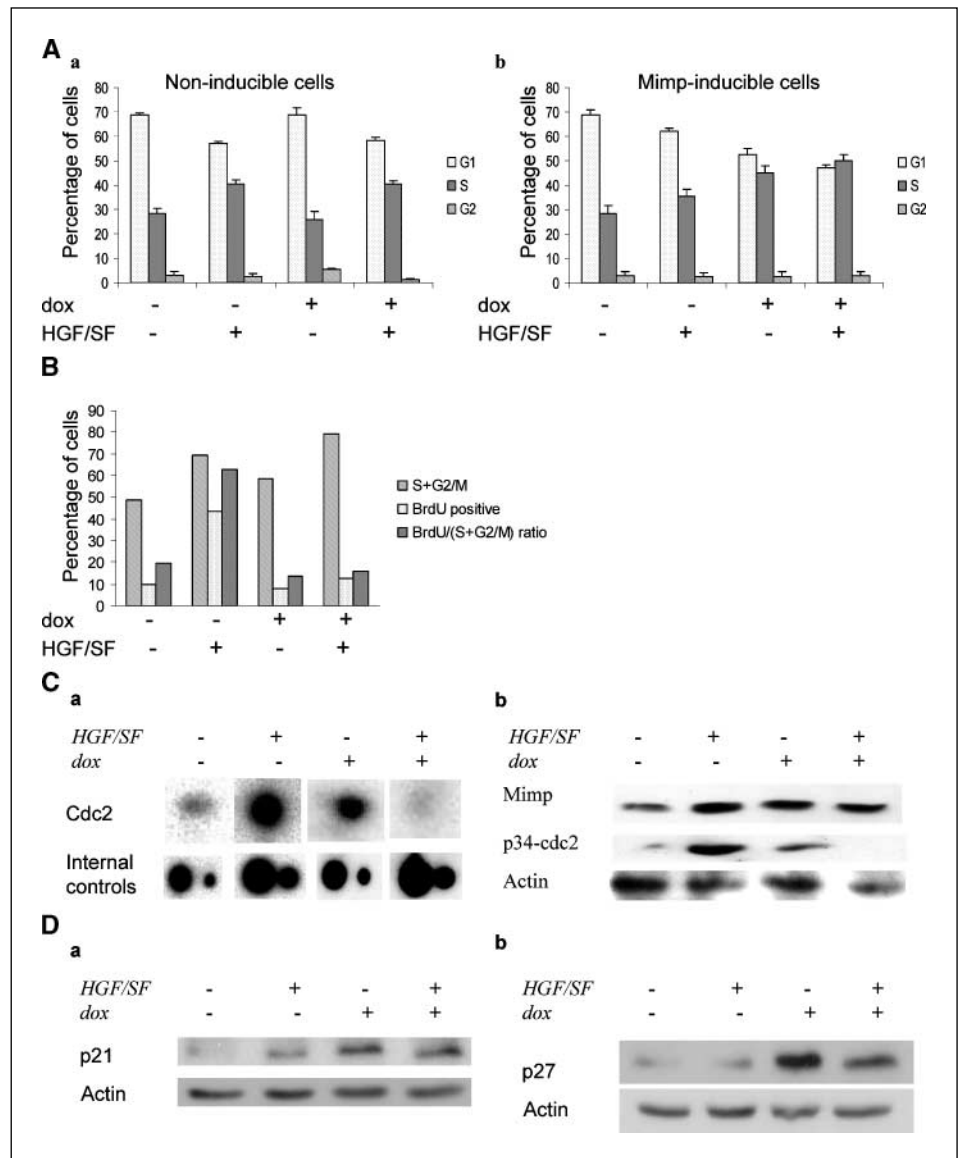 A
a
Non-inducible cells
Percentage of cells
80
70
60
50
40
30
20
10
0
G1
S
G2
dox - - + +
HGF/SF - + - +
b
Mimp-inducible cells
Percentage of cells
80
70
60
50
40
30
20
10
0
G1
S
G2
dox - - + +
HGF/SF - + - +
B
Percentage of cells
90
80
70
60
50
40
30
20
10
0
S+G2/M
BrdU positive
BrdU/(S+G2/M) ratio
dox - - + +
HGF/SF - + - +
C
a
HGF/SF - + - +
dox - - + +
Cdc2
Internal
controls
b
HGF/SF - + - +
dox - - + +
Mimp
p34-cdc2
Actin
D
a
HGF/SF - + - +
dox - - + +
p21
Actin
b
HGF/SF - + - +
dox - - + +
p27
Actin